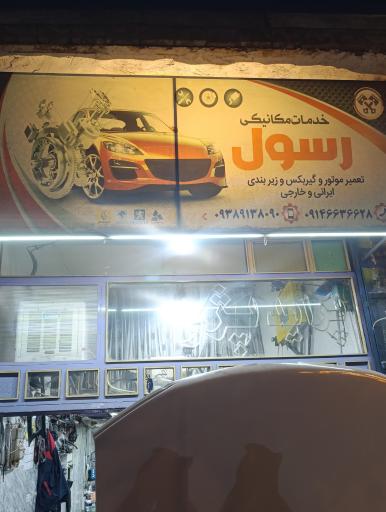 خدمات مکانیکی
رسول
تعمیر موتور و گیربکس و زیر بندی
ایرانی و خارجی
۰۹۳۸۹۱۳۸۰۹۰
۰۹۱۴۶۶۳۶۶۲۸